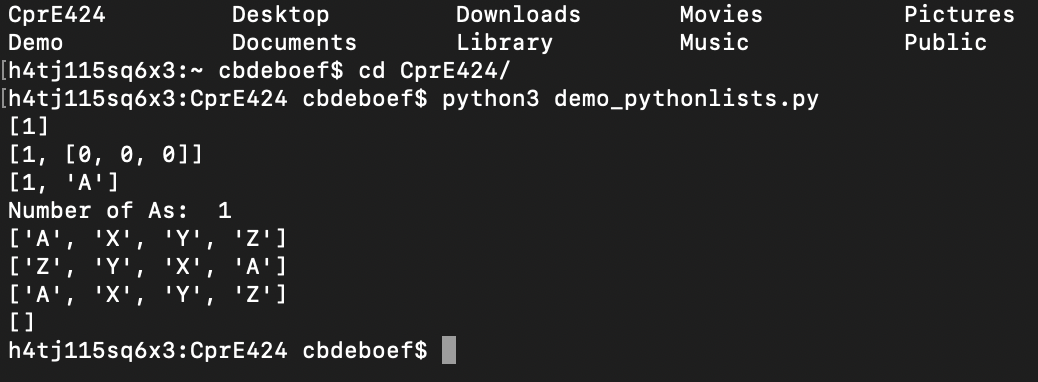 CprE424 Desktop Downloads Movies Pictures
Demo Documents Library Music Public
[h4tj115sq6x3:~ cbdeboef$ cd CprE424/
[h4tj115sq6x3:CprE424 cbdeboef$ python3 demo_pythonlists.py
[1]
[1, [0, 0, 0]]
[1, 'A']
Number of As:  1
['A', 'X', 'Y', 'Z']
['Z', 'Y', 'X', 'A']
['A', 'X', 'Y', 'Z']
[]
h4tj115sq6x3:CprE424 cbdeboef$